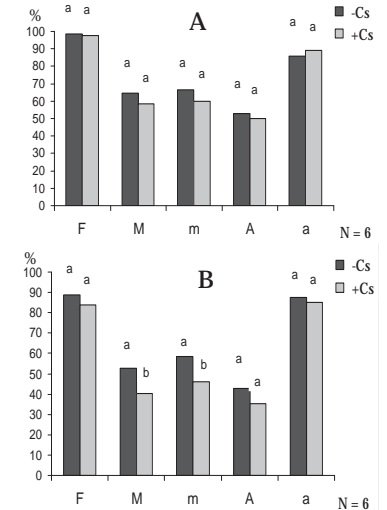 %
a a
A
-Cs
+Cs
100
90
80
70
60
50
40
30
20
10
0
a a
a a
a a
a a
F M m A a
N = 6
%
a a
B
-Cs
+Cs
100
90
80
70
60
50
40
30
20
10
0
a b
a b
a a
a a
F M m A a
N = 6